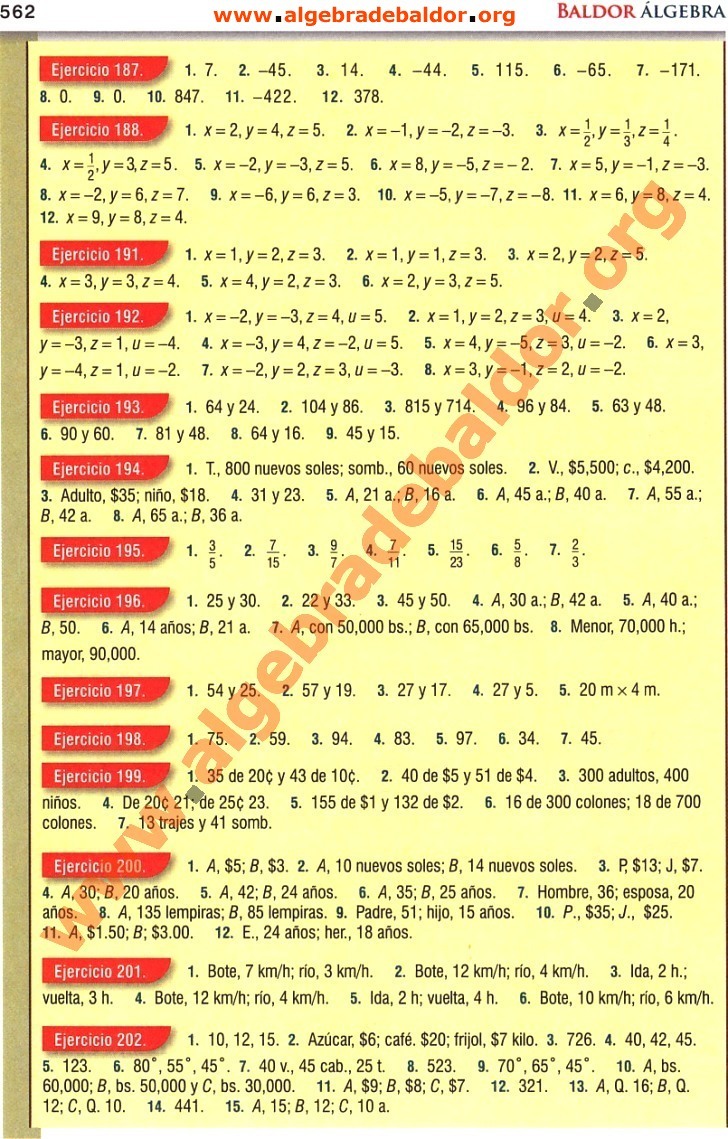 562 www.algebradebaldor.org BALDOR ÁLGEBRA
Ejercicio 187. 1. 7. 2. –45. 3. 14. 4. –44. 5. 115. 6. –65. 7. –171.
8. 0. 9. 0. 10. 847. 11. –422. 12. 378.
Ejercicio 188. 1. x = 2, y = 4, z = 5. 2. x = –1, y = –2, z = –3. 3. x = 1/2, y = 1/3, z = 1/4.
4. x = 1/2, y = 3, z = 5. 5. x = –2, y = –3, z = 5. 6. x = 8, y = –5, z = – 2. 7. x = 5, y = –1, z = –3.
8. x = –2, y = 6, z = 7. 9. x = –6, y = 6, z = 3. 10. x = –5, y = –7, z = –8. 11. x = 6, y = 8, z = 4.
12. x = 9, y = 8, z = 4.
Ejercicio 191. 1. x = 1, y = 2, z = 3. 2. x = 1, y = 1, z = 3. 3. x = 2, y = 2, z = 5.
4. x = 3, y = 3, z = 4. 5. x = 4, y = 2, z = 3. 6. x = 2, y = 3, z = 5.
Ejercicio 192. 1. x = –2, y = –3, z = 4, u = 5. 2. x = 1, y = 2, z = 3, u = 4. 3. x = 2,
y = –3, z = 1, u = –4. 4. x = –3, y = 4, z = –2, u = 5. 5. x = 4, y = –5, z = 3, u = –2. 6. x = 3,
y = –4, z = 1, u = –2. 7. x = –2, y = 2, z = 3, u = –3. 8. x = 3, y = –1, z = 2, u = –2.
Ejercicio 193. 1. 64 y 24. 2. 104 y 86. 3. 815 y 714. 4. 96 y 84. 5. 63 y 48.
6. 90 y 60. 7. 81 y 48. 8. 64 y 16. 9. 45 y 15.
Ejercicio 194. 1. T., 800 nuevos soles; somb., 60 nuevos soles. 2. V., $5,500; c., $4,200.
3. Adulto, $35; niño, $18. 4. 31 y 23. 5. A, 21 a.; B, 16 a. 6. A, 45 a.; B, 40 a. 7. A, 55 a.;
B, 42 a. 8. A, 65 a.; B, 36 a.
Ejercicio 195. 1. 3/5. 2. 7/15. 3. 9/7. 4. 7/11. 5. 15/23. 6. 5/8. 7. 2/3.
Ejercicio 196. 1. 25 y 30. 2. 22 y 33. 3. 45 y 50. 4. A, 30 a.; B, 42 a. 5. A, 40 a.;
B, 50. 6. A, 14 años; B, 21 a. 7. A, con 50,000 bs.; B, con 65,000 bs. 8. Menor, 70,000 h.;
mayor, 90,000.
Ejercicio 197. 1. 54 y 25. 2. 57 y 19. 3. 27 y 17. 4. 27 y 5. 5. 20 m × 4 m.
Ejercicio 198. 1. 75. 2. 59. 3. 94. 4. 83. 5. 97. 6. 34. 7. 45.
Ejercicio 199. 1. 35 de 20¢ y 43 de 10¢. 2. 40 de $5 y 51 de $4. 3. 300 adultos, 400
niños. 4. De 20¢ 21; de 25¢ 23. 5. 155 de $1 y 132 de $2. 6. 16 de 300 colones; 18 de 700
colones. 7. 13 trajes y 41 somb.
Ejercicio 200. 1. A, $5; B, $3. 2. A, 10 nuevos soles; B, 14 nuevos soles. 3. P, $13; J, $7.
4. A, 30; B, 20 años. 5. A, 42; B, 24 años. 6. A, 35; B, 25 años. 7. Hombre, 36; esposa, 20
años. 8. A, 135 lempiras; B, 85 lempiras. 9. Padre, 51; hijo, 15 años. 10. P., $35; J., $25.
11. A, $1.50; B; $3.00. 12. E., 24 años; her., 18 años.
Ejercicio 201. 1. Bote, 7 km/h; río, 3 km/h. 2. Bote, 12 km/h; río, 4 km/h. 3. Ida, 2 h.;
vuelta, 3 h. 4. Bote, 12 km/h; río, 4 km/h. 5. Ida, 2 h; vuelta, 4 h. 6. Bote, 10 km/h; río, 6 km/h.
Ejercicio 202. 1. 10, 12, 15. 2. Azúcar, $6; café. $20; frijol, $7 kilo. 3. 726. 4. 40, 42, 45.
5. 123. 6. 80°, 55°, 45°. 7. 40 v., 45 cab., 25 t. 8. 523. 9. 70°, 65°, 45°. 10. A, bs.
60,000; B, bs. 50,000 y C, bs. 30,000. 11. A, $9; B, $8; C, $7. 12. 321. 13. A, Q. 16; B, Q.
12; C, Q. 10. 14. 441. 15. A, 15; B, 12; C, 10 a.
www.algebradebaldor.org